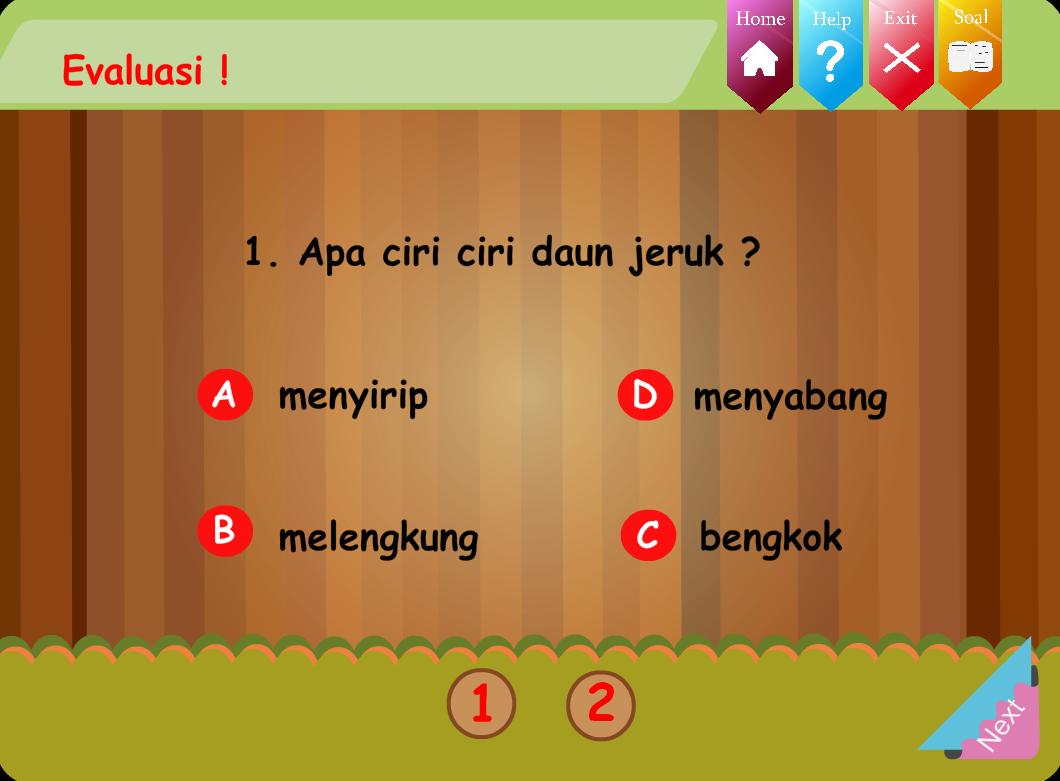 Home
Help
Exit
Soal
Evaluasi !
1. Apa ciri ciri daun jeruk ?
A menyirip
D menyabang
B melengkung
C bengkok
1
2
Next